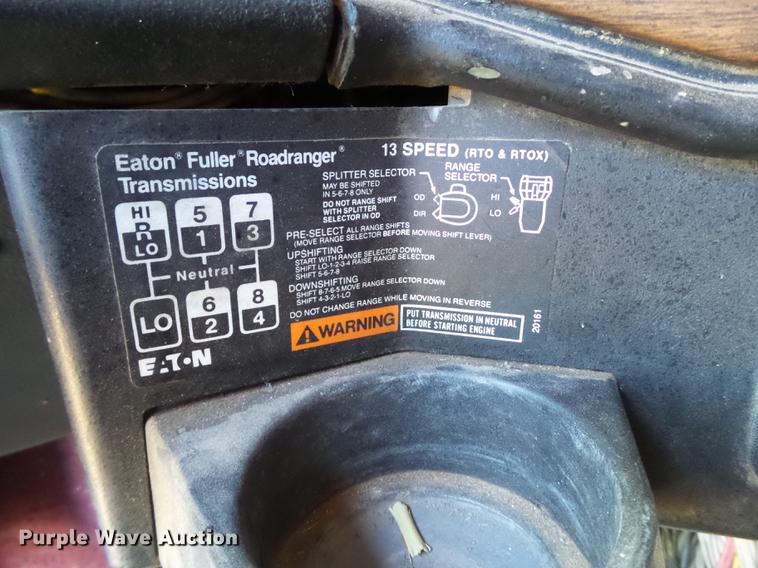 Eaton® Fuller® Roadranger®
Transmissions
13 SPEED (RTO & RTOX)
SPLITTER SELECTOR
MAY BE SHIFTED
IN 5-6-7-8 ONLY
DO NOT RANGE SHIFT
WITH SPLITTER
SELECTOR IN OD
OD
DIR
RANGE
SELECTOR
HI
LO
HI
R
LO
5
1
7
3
Neutral
LO
6
2
8
4
PRE-SELECT ALL RANGE SHIFTS
(MOVE RANGE SELECTOR BEFORE MOVING SHIFT LEVER)
UPSHIFTING
START WITH RANGE SELECTOR DOWN
SHIFT LO-1-2-3-4 RAISE RANGE SELECTOR
SHIFT 5-6-7-8
DOWNSHIFTING
SHIFT 8-7-6-5 MOVE RANGE SELECTOR DOWN
SHIFT 4-3-2-1-LO
DO NOT CHANGE RANGE WHILE MOVING IN REVERSE
WARNING
PUT TRANSMISSION IN NEUTRAL
BEFORE STARTING ENGINE
20161
EATON
Purple Wave Auction